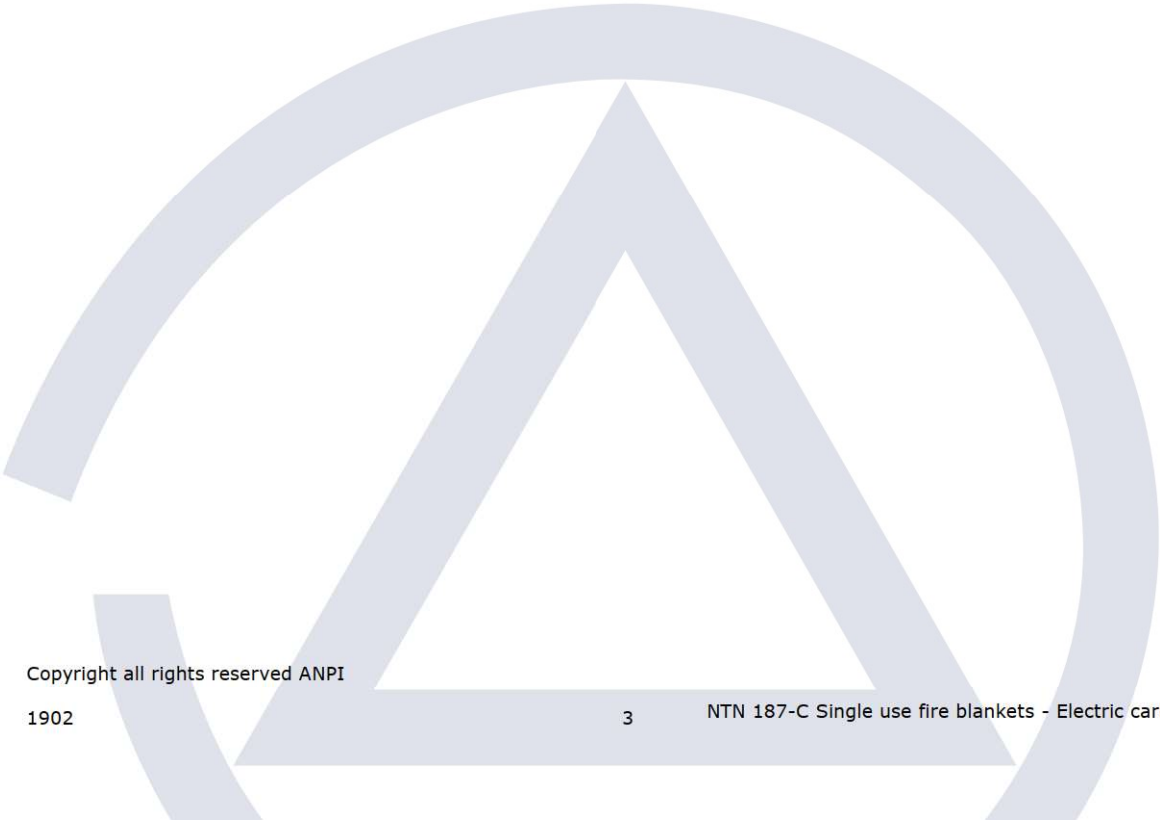 Copyright all rights reserved ANPI
1902
3
NTN 187-C Single use fire blankets - Electric car